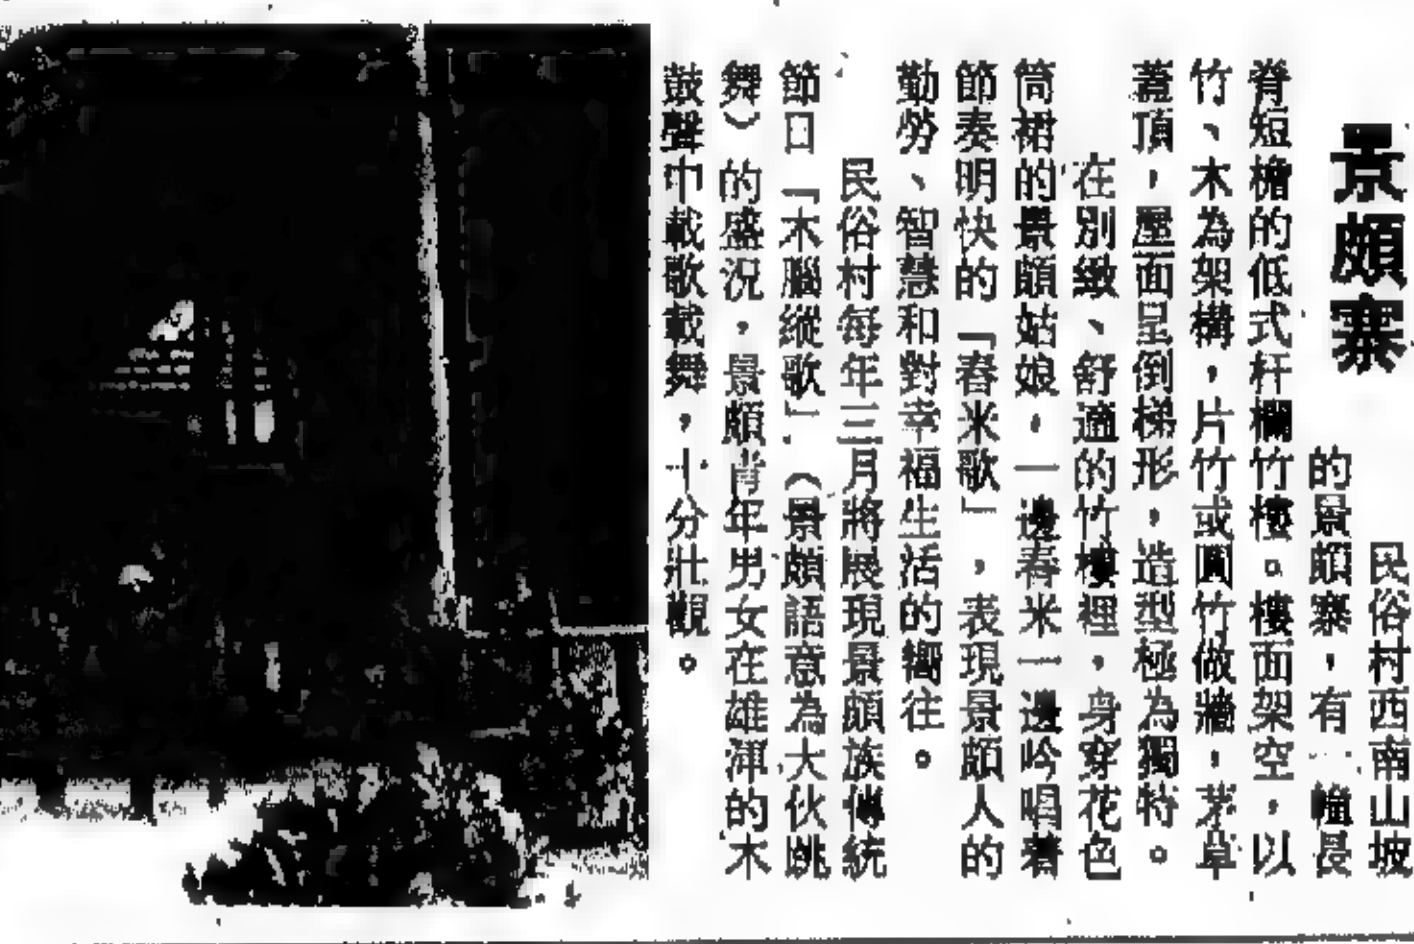 景頗寨
民俗村西南山坡
的景頗寨，有一幢長
脊短檐的低式杆欄竹樓。樓面架空，以
竹、木為架構，片竹或圓竹做牆，茅草
蓋頂，壓面呈倒梯形，造型極為獨特。
在別緻、舒適的竹樓裡，身穿花色
筒裙的景頗姑娘，一邊舂米一邊吟唱着
節奏明快的「舂米歌」，表現景頗人的
勤勞、智慧和對幸福生活的嚮往。
民俗村每年三月將展現景頗族傳統
節日「木腦縱歌」（景頗語意為大伙跳
舞）的盛況，景頗青年男女在雄渾的木
鼓聲中載歌載舞，十分壯觀。